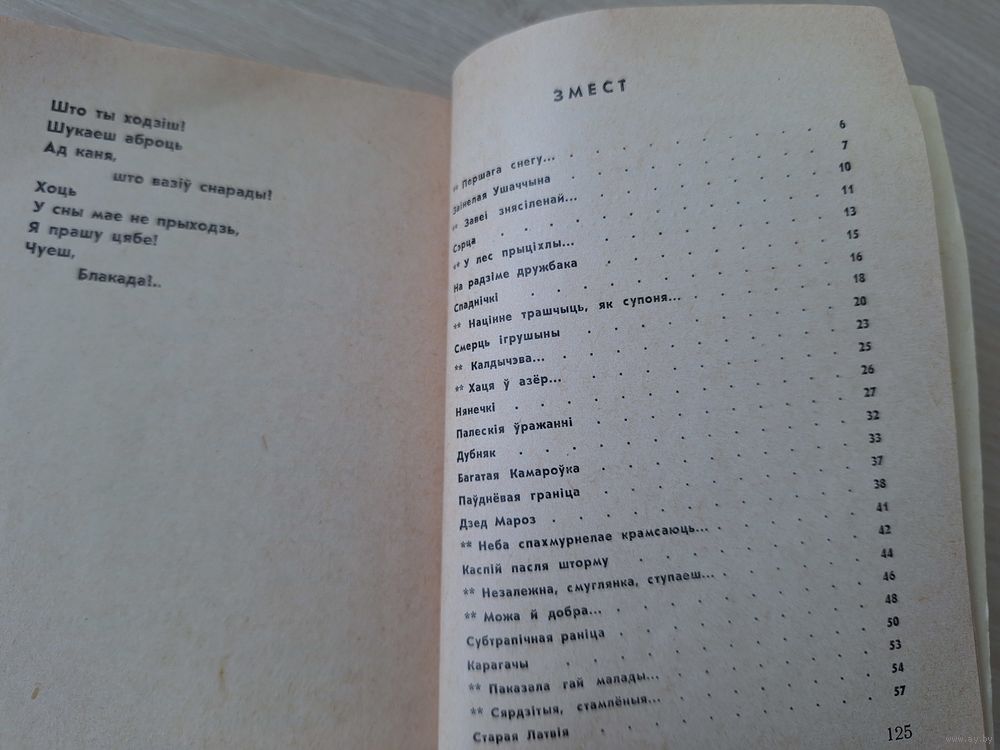 Што ты ходзіш?
Шукаеш аброць
Ад каня,
што вазіў снарады?
Хоць
У сны мае не прыходзь,
Я прашу цябе!
Чуеш,
Блакада!..
ЗМЕСТ
** Першага снегу... 6
Заінелая Ушаччына 7
** Завеі знясіленай... 10
Сэрца 11
** У лес прыціхлы... 13
На радзіме дружбака 15
Спаднічкі 16
** Націнне трашчыць, як супоня... 18
Смерць ігрушыны 20
** Калдычэва... 23
** Хаця ў азёр... 25
Нянечкі 26
Палескія ўражанні 27
Дубняк 32
Багатая Камароўка 33
Паўднёвая граніца 37
Дзед Мароз 38
** Неба спахмурнелае крамсаюць... 41
Каспій пасля шторму 42
** Незалежна, смуглянка, ступаеш... 44
** Можа й добра... 46
Субтрапічная раніца 48
Карагачы 50
** Паказала гай малады... 53
** Сярдзітыя, стамлёныя... 54
Старая Латвія 57
125
www.ay.by